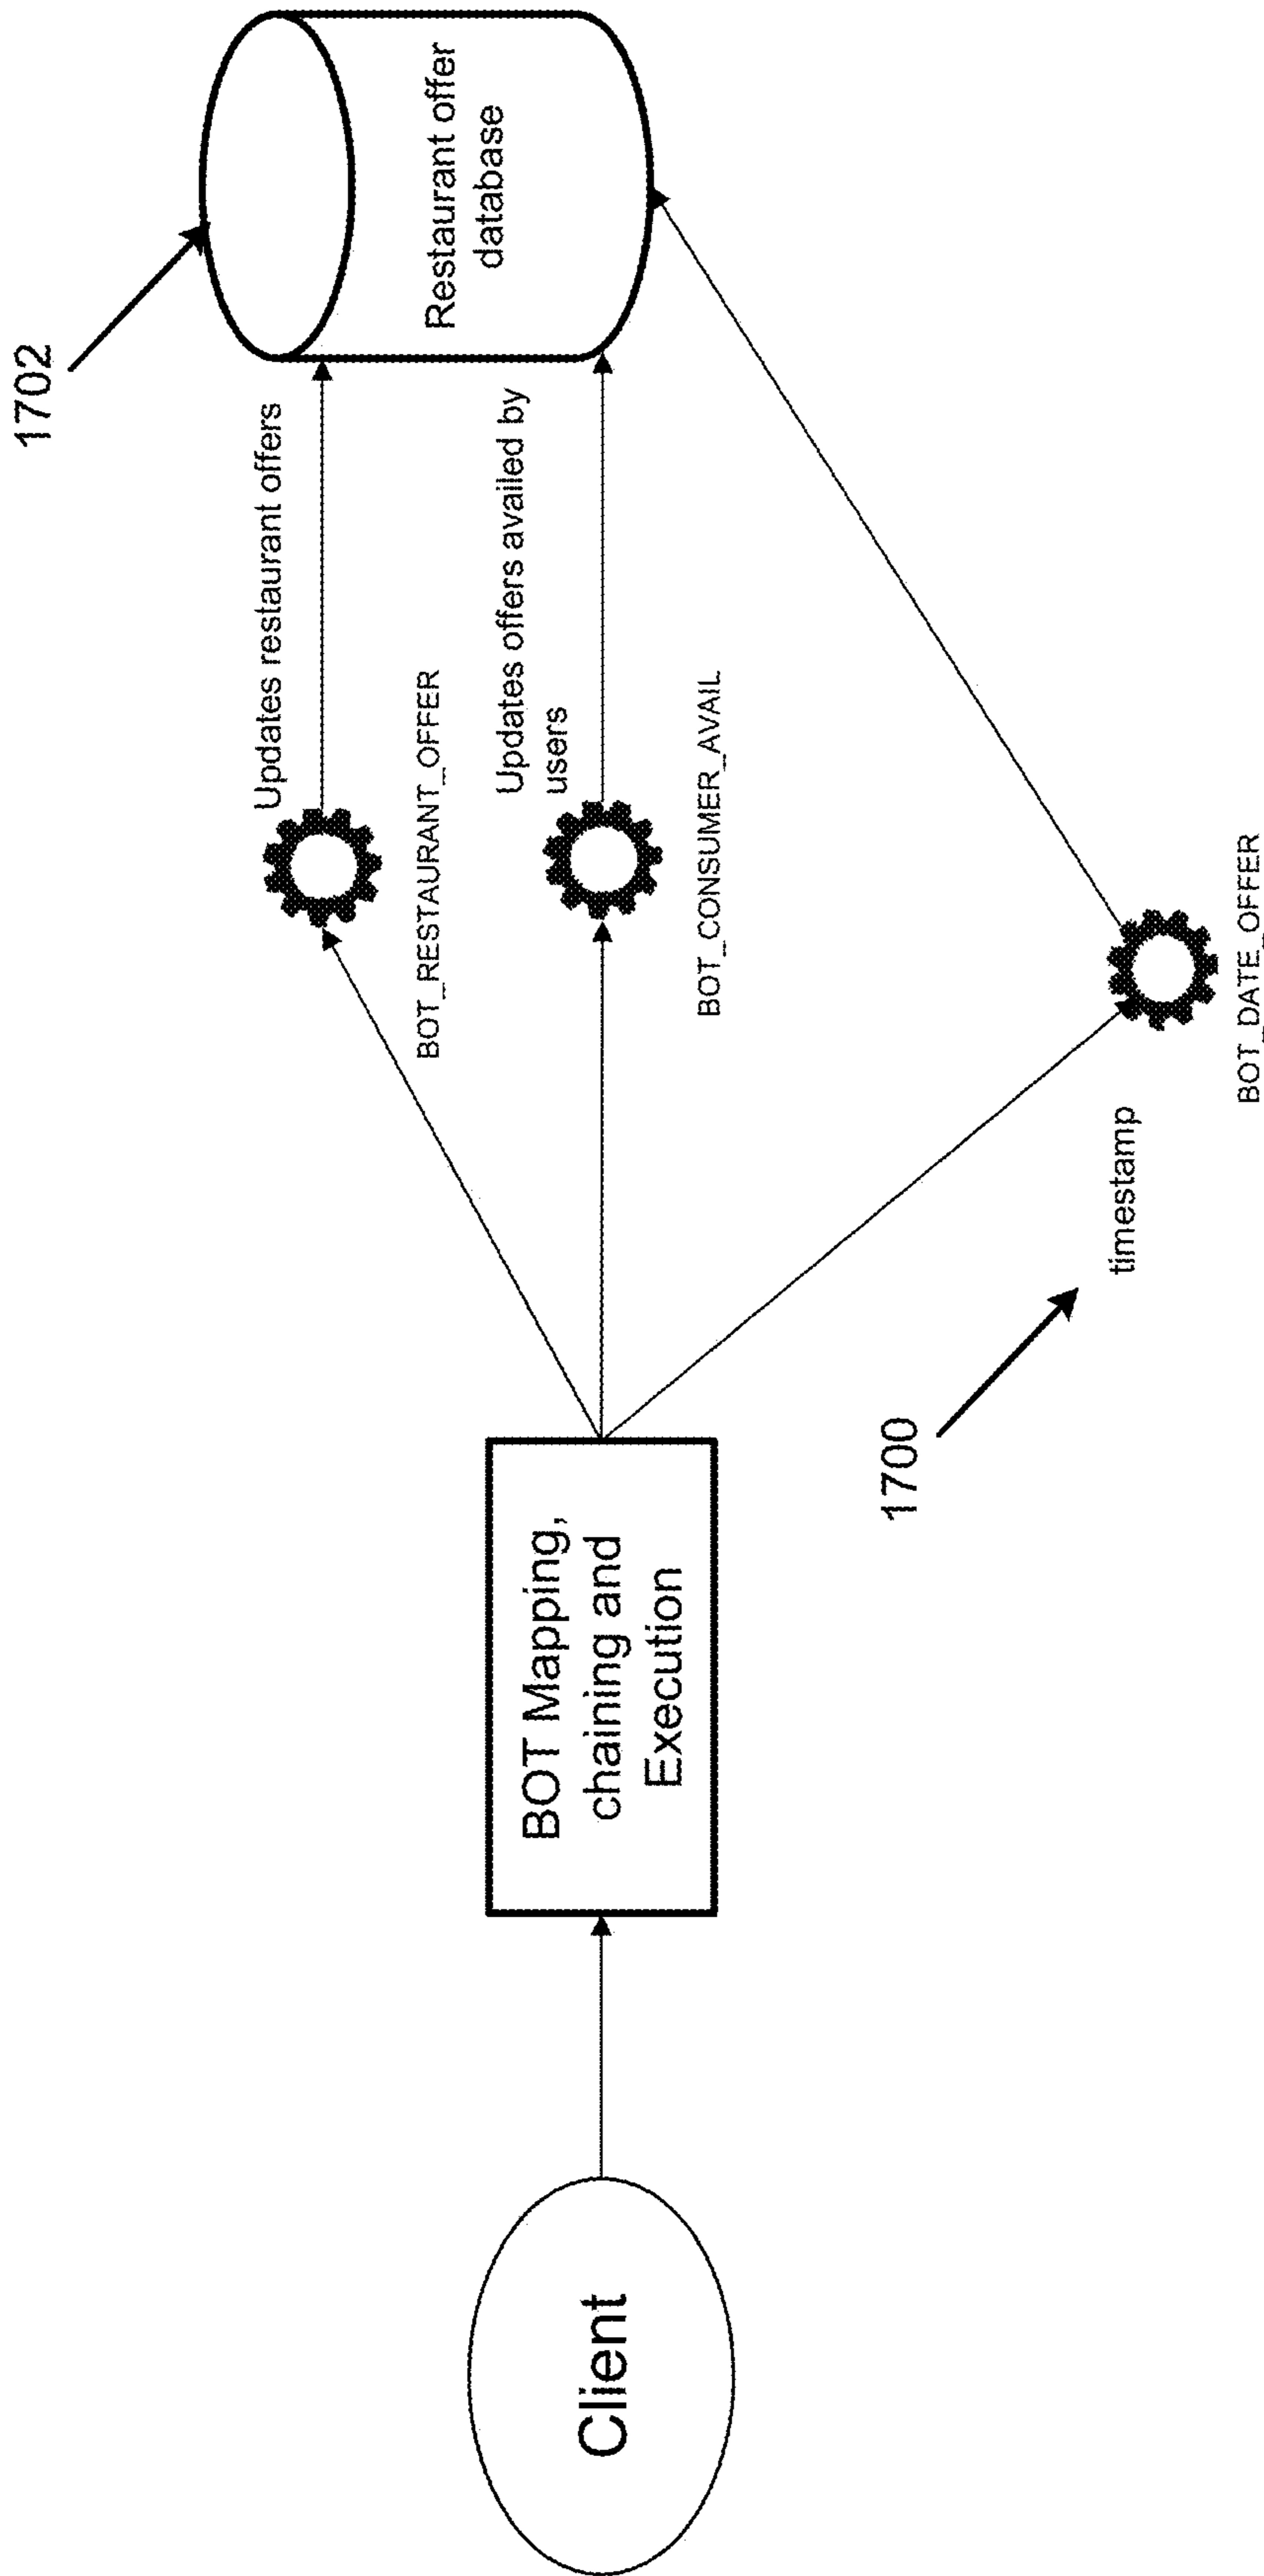 1702
Updates restaurant offers
Restaurant offer
database
BOT_RESTAURANT_OFFER
Updates offers availed by
users
BOT_CONSUMER_AVAIL
Client
BOT Mapping,
chaining and
Execution
1700
timestamp
BOT_DATE_OFFER